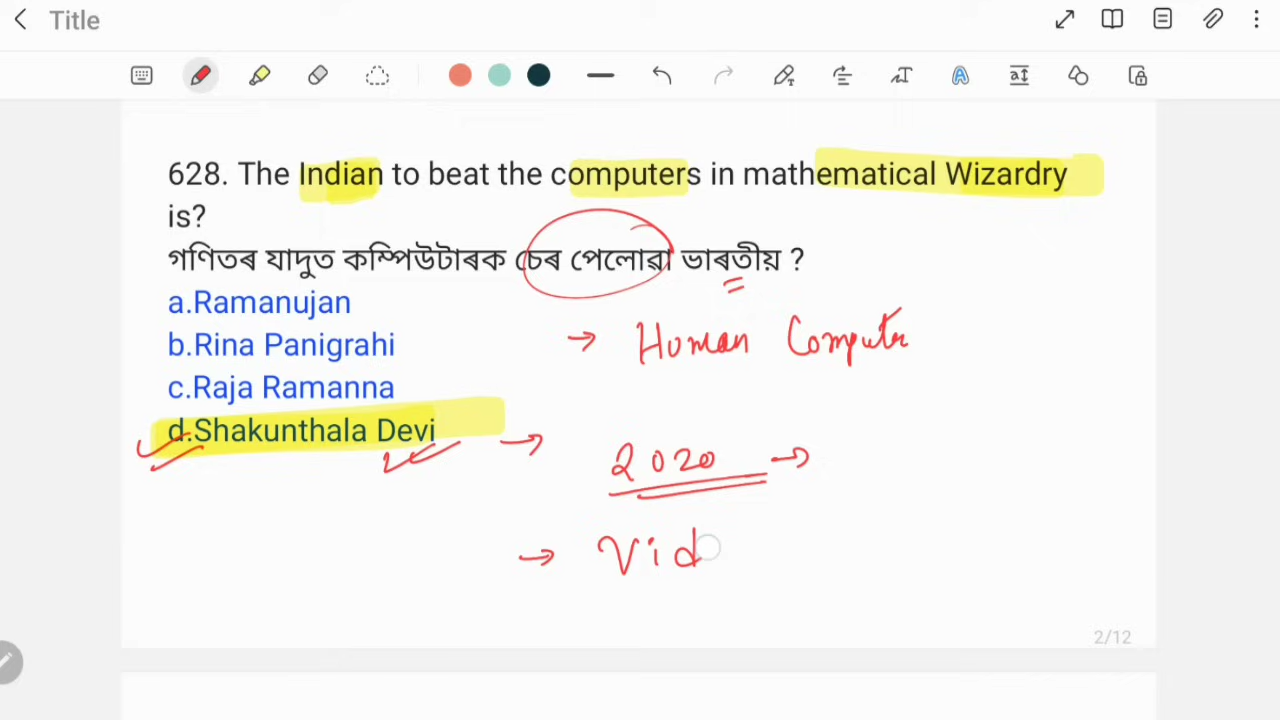 Title
628. The Indian to beat the computers in mathematical Wizardry
is?
গণিতৰ যাদুত কম্পিউটাৰক চেৰ পেলোৱা ভাৰতীয় ?
a.Ramanujan
b.Rina Panigrahi
→ Human Computer
c.Raja Ramanna
d.Shakunthala Devi
→ 2020 →
→ Vid
2/12